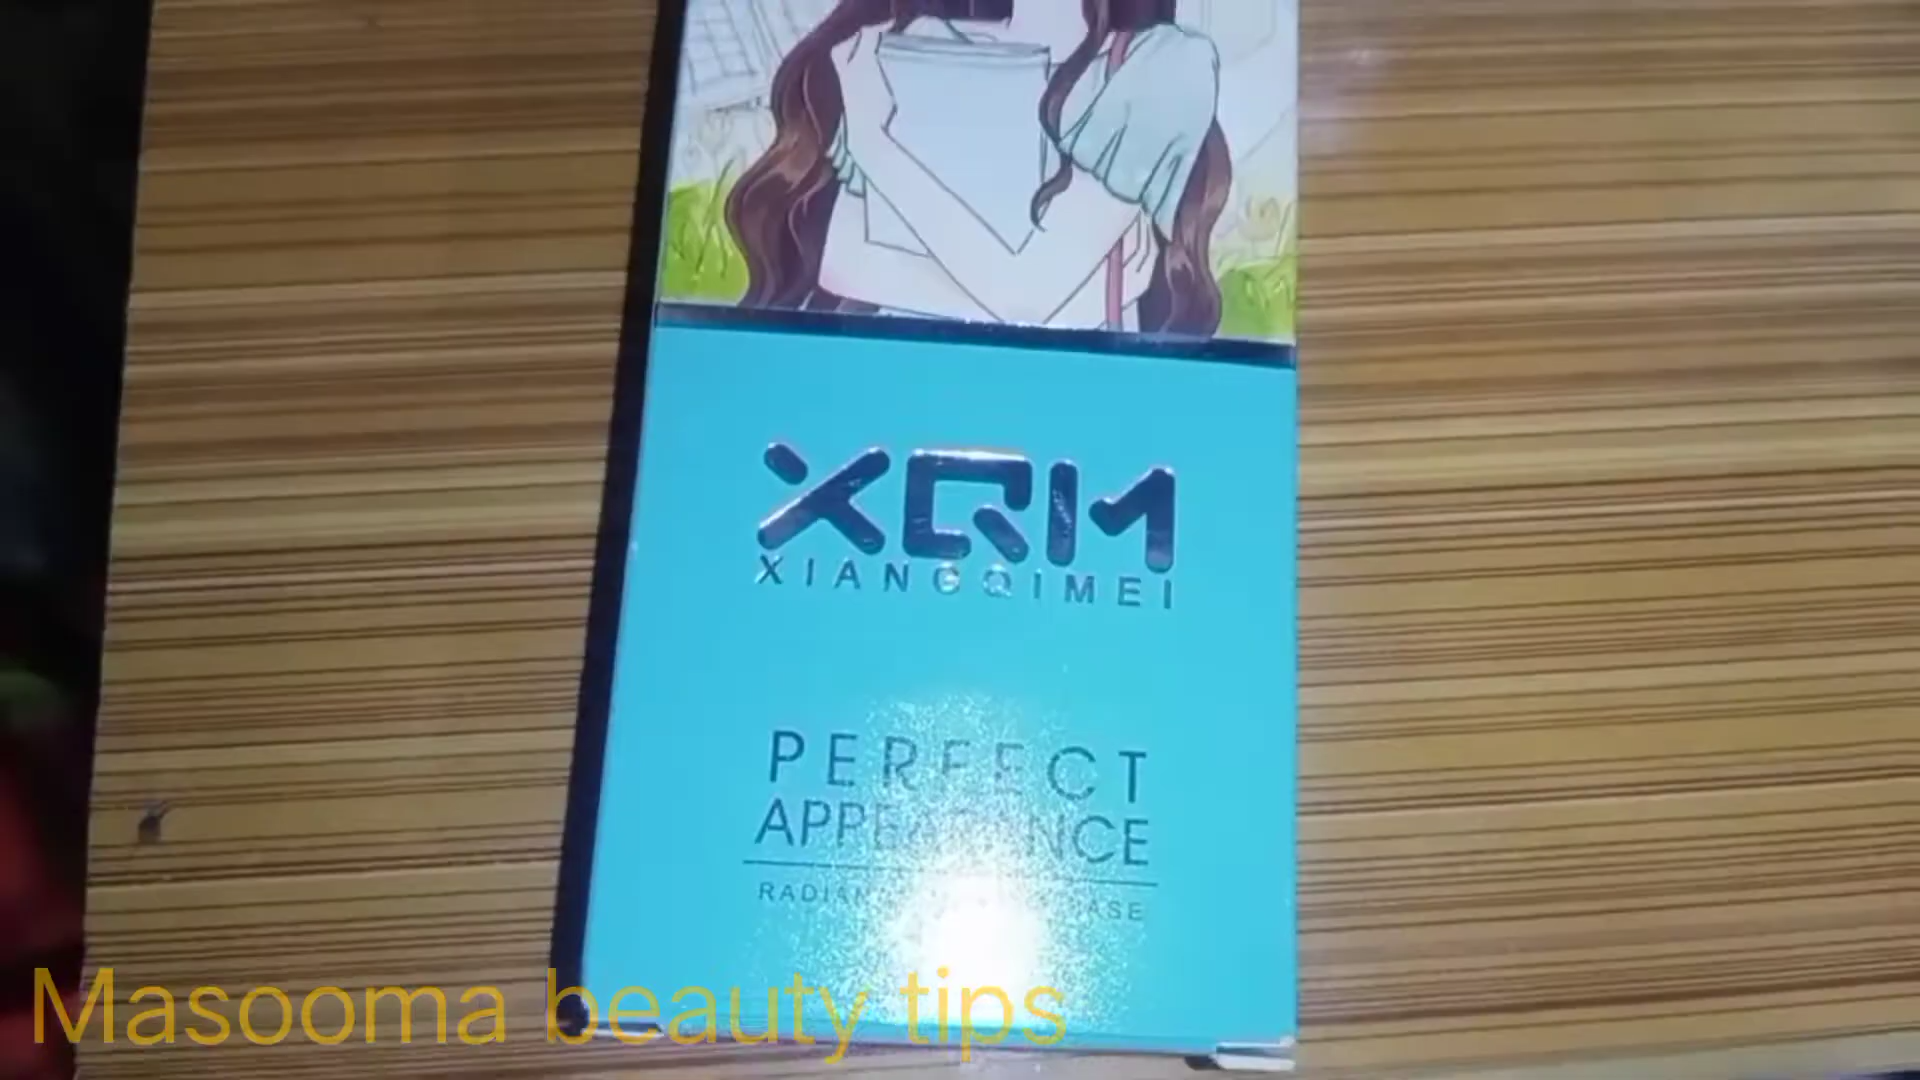 XQM
XIANGQIMEI
PERFECT
APPEARANCE
Masooma beauty tips